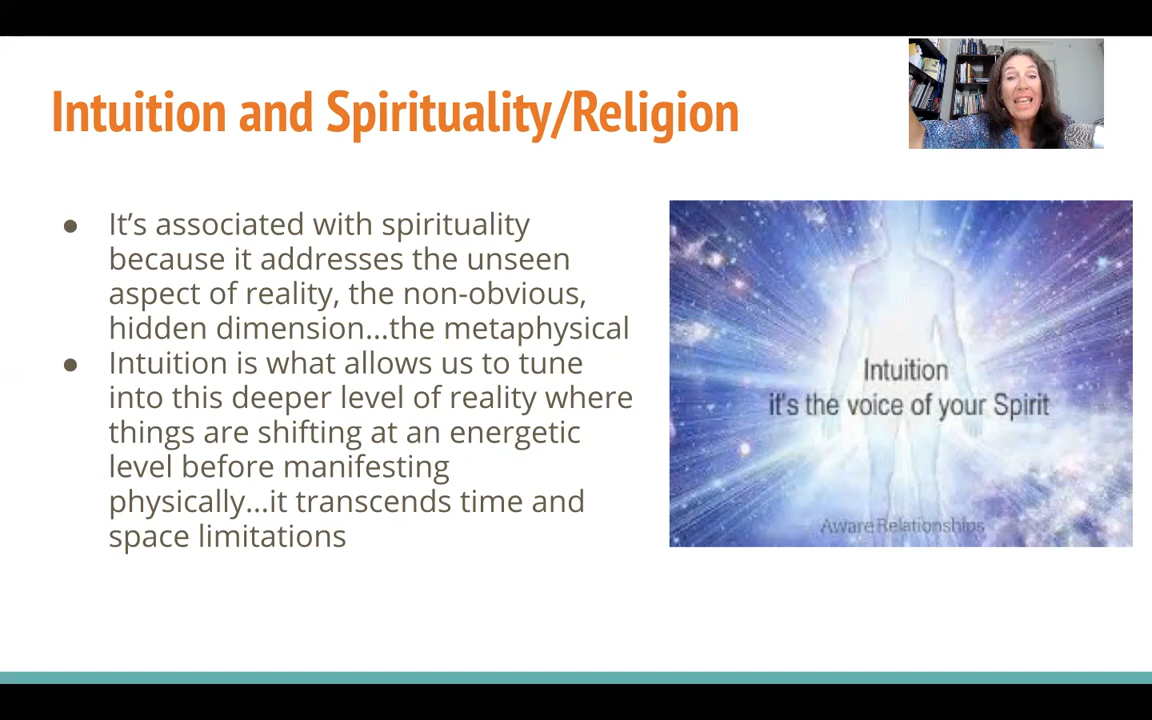 Intuition and Spirituality/Religion
● It’s associated with spirituality
because it addresses the unseen
aspect of reality, the non-obvious,
hidden dimension…the metaphysical
● Intuition is what allows us to tune
into this deeper level of reality where
things are shifting at an energetic
level before manifesting
physically…it transcends time and
space limitations
Intuition
it's the voice of your Spirit
Aware Relationships